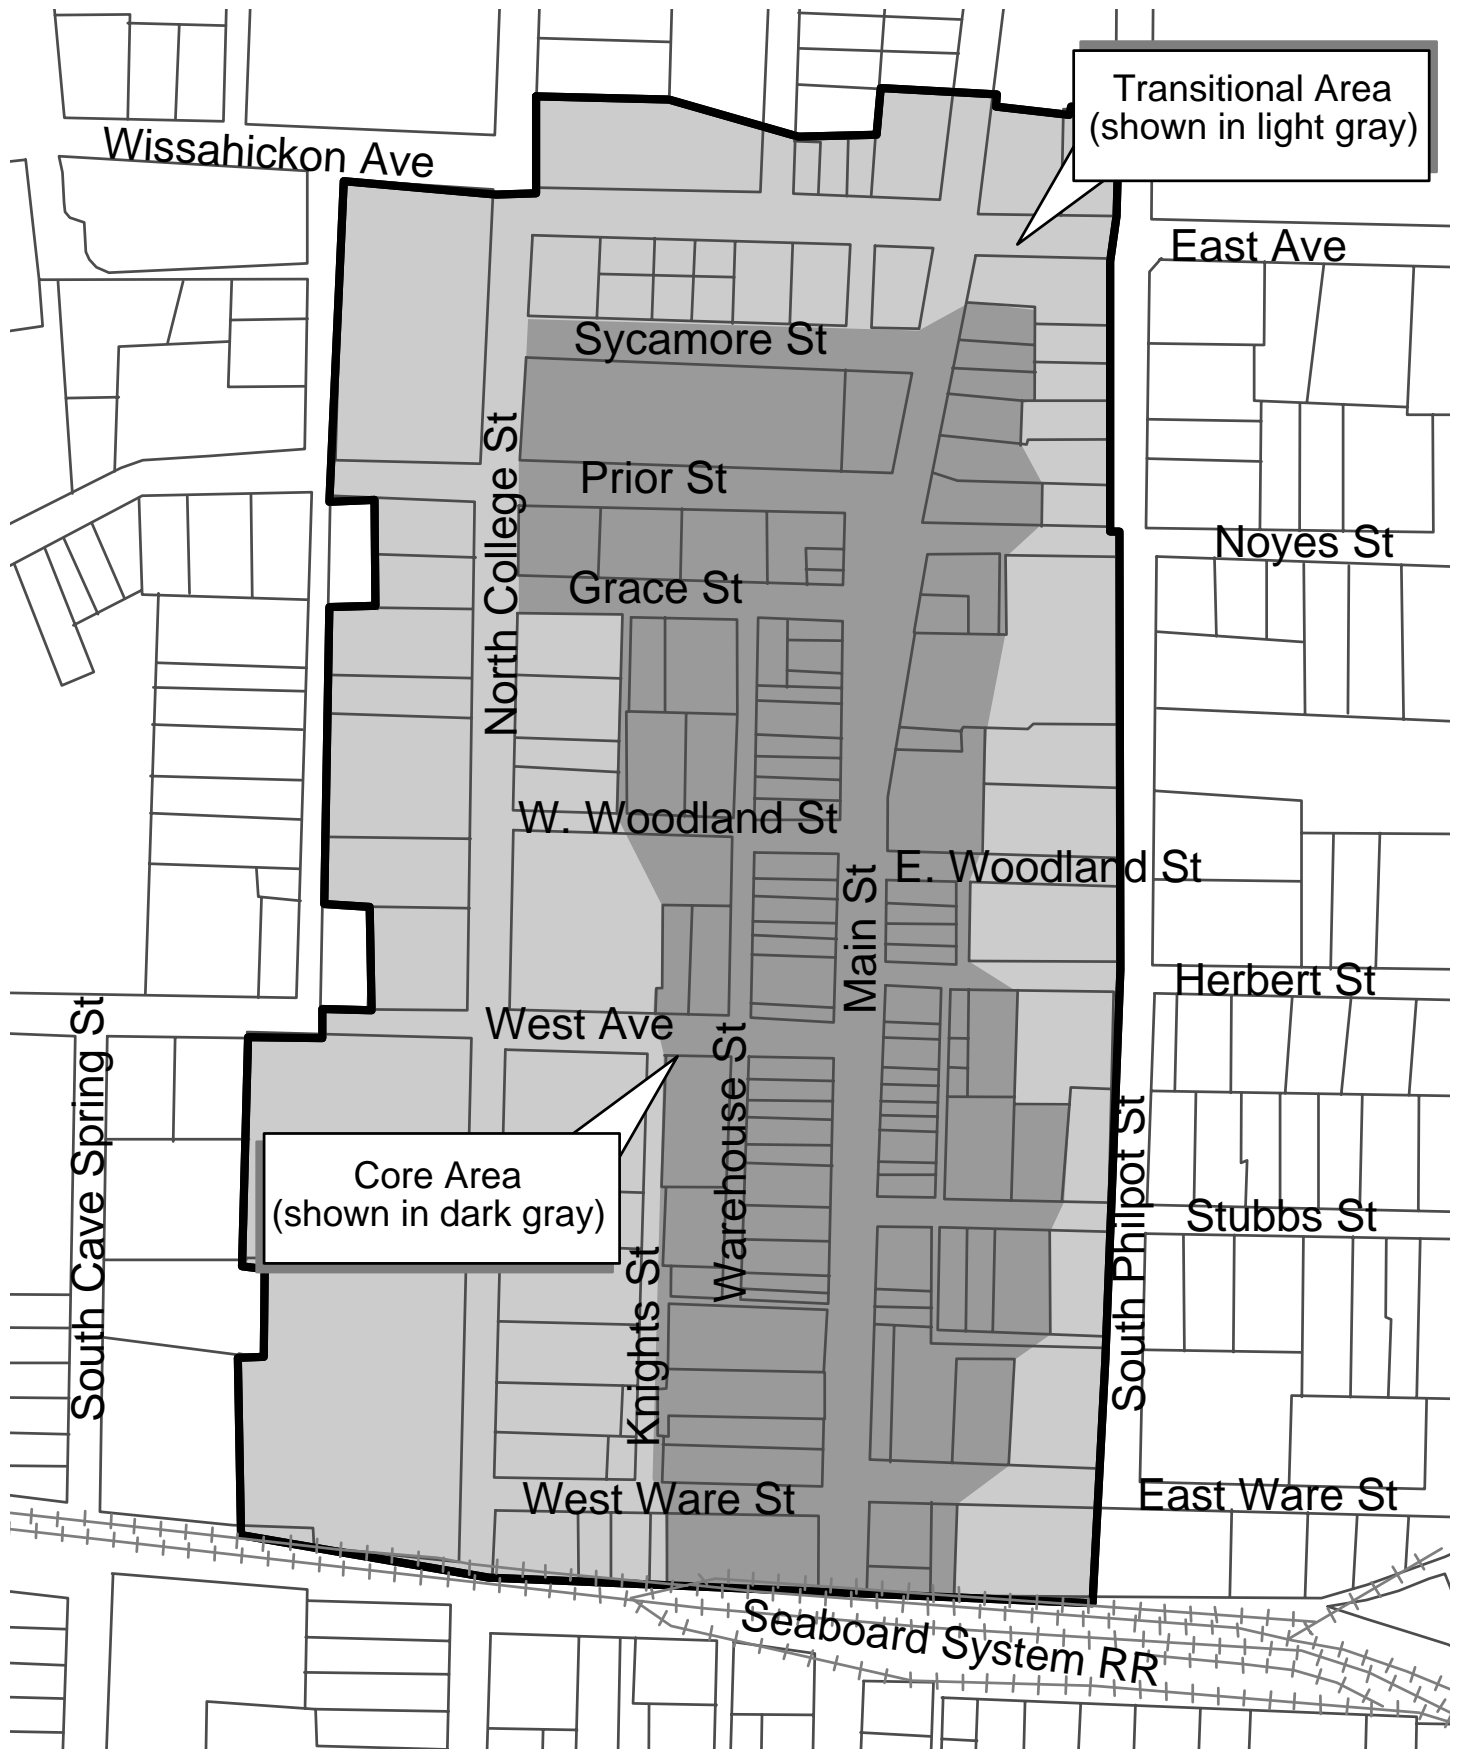 Transitional Area
(shown in light gray)
Wissahickon Ave
East Ave
Sycamore St
North College St
Prior St
Noyes St
Grace St
W. Woodland St
E. Woodland St
Main St
Herbert St
West Ave
South Cave Spring St
Warehouse St
South Philpot St
Core Area
(shown in dark gray)
Stubbs St
Knights St
West Ware St
East Ware St
Seaboard System RR